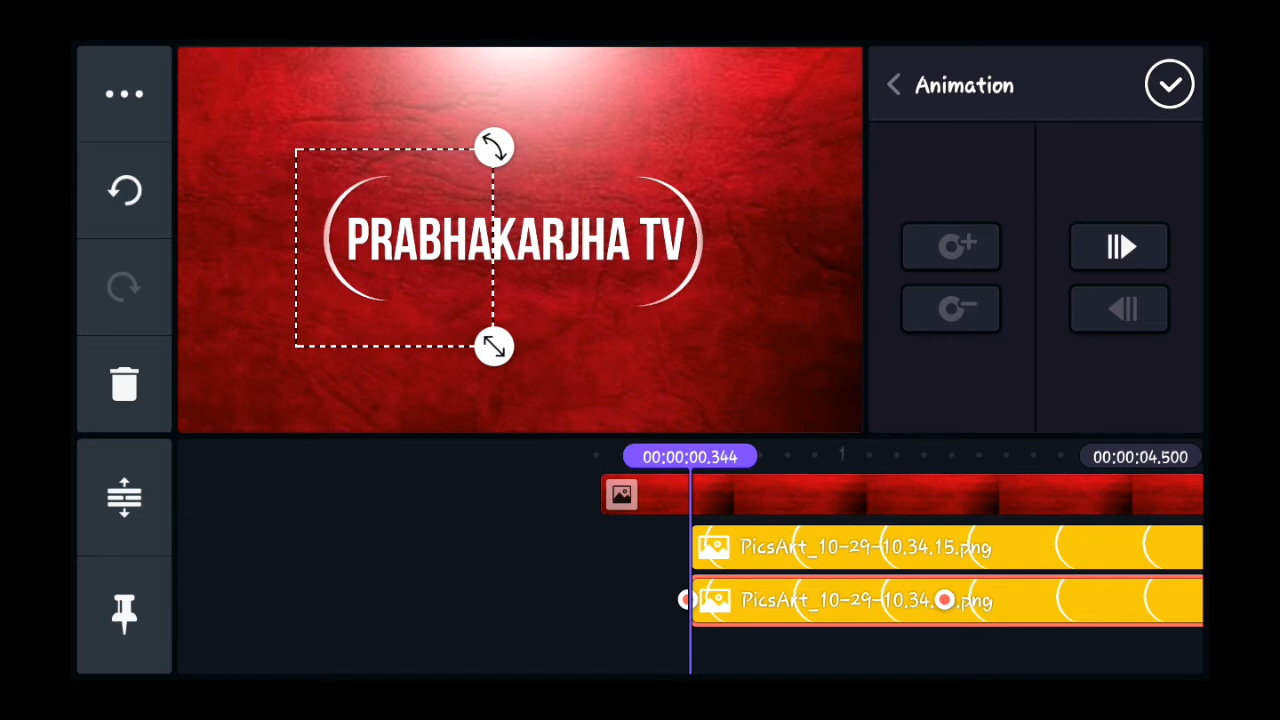 Animation
PRABHAKARJHA TV
00:00:00.344
1
00:00:04.500
PicsArt_10-29-10.34.15.png
PicsArt_10-29-10.34. .png